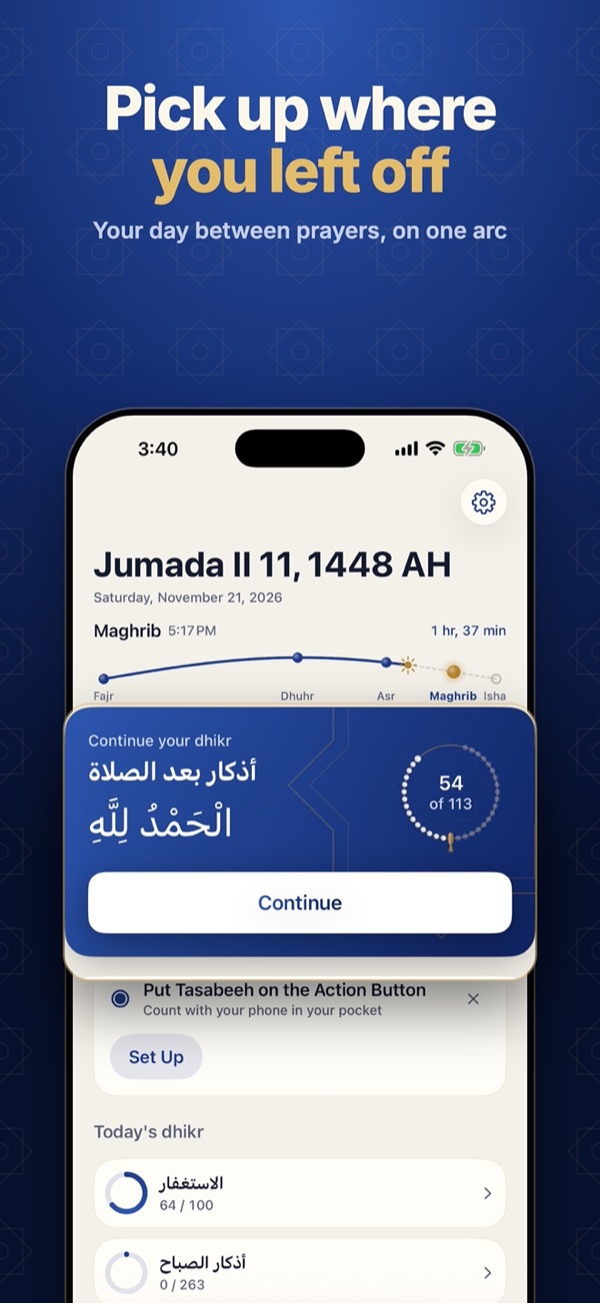 Pick up where
you left off
Your day between prayers, on one arc
3:40
Jumada II 11, 1448 AH
Saturday, November 21, 2026
Maghrib 5:17 PM 1 hr, 37 min
Fajr Dhuhr Asr Maghrib Isha
Continue your dhikr
أذكار بعد الصلاة
الْحَمْدُ لِلَّهِ
54
of 113
Continue
Put Tasabeeh on the Action Button
Count with your phone in your pocket
Set Up
Today's dhikr
الاستغفار
64 / 100
أذكار الصباح
0 / 263